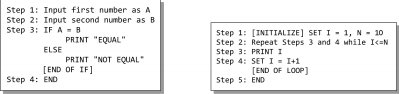 Step 1: Input first number as A
Step 2: Input second number as B
Step 3: IF A = B
PRINT "EQUAL"
ELSE
PRINT "NOT EQUAL"
[END OF IF]
Step 4: END
Step 1: [INITIALIZE] SET I = 1, N = 10
Step 2: Repeat Steps 3 and 4 while I<=N
Step 3: PRINT I
Step 4: SET I = I+1
[END OF LOOP]
Step 5: END